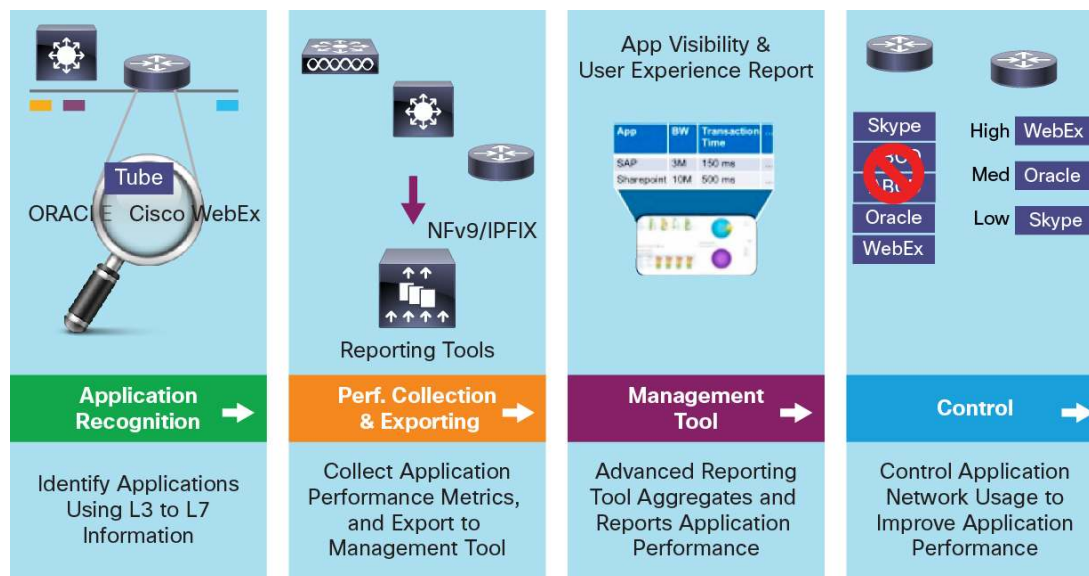 Tube
ORACLE Cisco WebEx
Application
Recognition
Identify Applications
Using L3 to L7
Information
NFv9/IPFIX
Reporting Tools
Perf. Collection
& Exporting
Collect Application
Performance Metrics,
and Export to
Management Tool
App Visibility &
User Experience Report
App BW Transaction
Time ...
SAP 3M 150 ms ...
Sharepoint 10M 500 ms ...
Management
Tool
Advanced Reporting
Tool Aggregates and
Reports Application
Performance
Skype
Oracle
WebEx
High WebEx
Med Oracle
Low Skype
Control
Control Application
Network Usage to
Improve Application
Performance